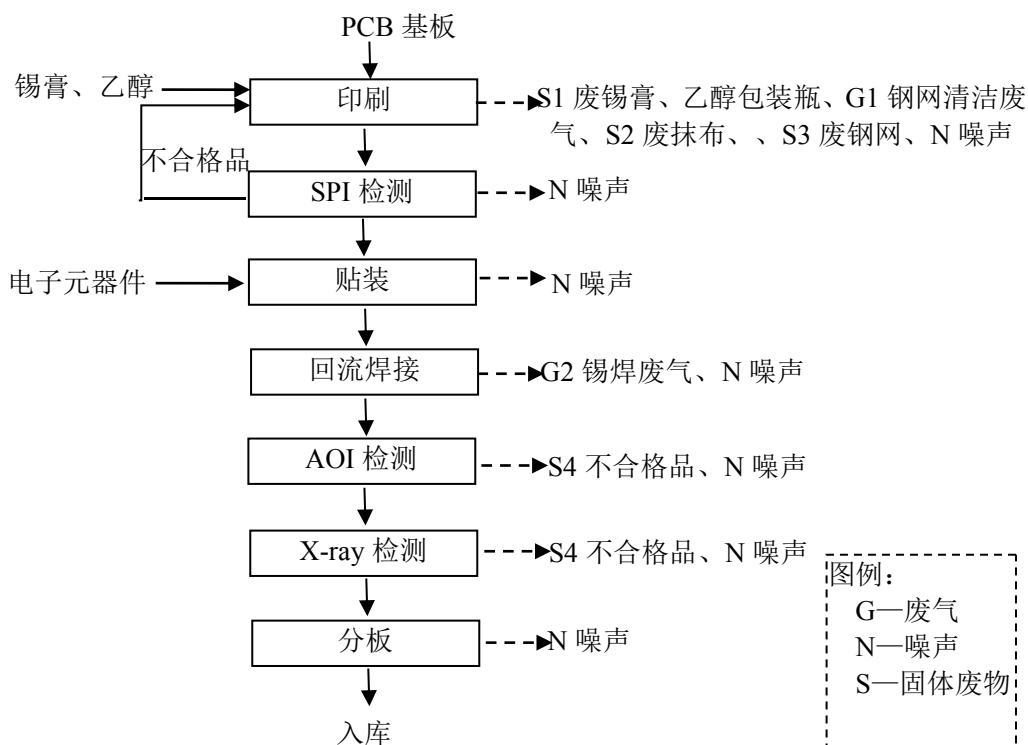 PCB 基板
锡膏、乙醇
印刷
S1 废锡膏、乙醇包装瓶、G1 钢网清洁废
气、S2 废抹布、、S3 废钢网、N 噪声
不合格品
SPI 检测
N 噪声
电子元器件
贴装
N 噪声
回流焊接
G2 锡焊废气、N 噪声
AOI 检测
S4 不合格品、N 噪声
X-ray 检测
S4 不合格品、N 噪声
分板
N 噪声
入库
图例：
G—废气
N—噪声
S—固体废物